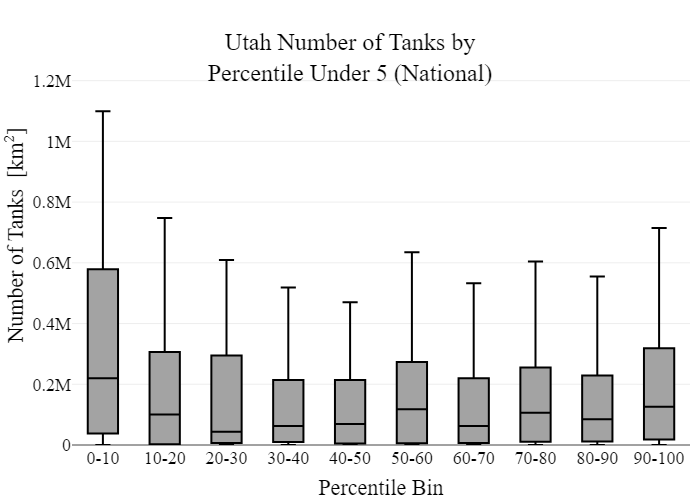 Utah Number of Tanks by
Percentile Under 5 (National)
Number of Tanks [km²]
1.2M
1M
0.8M
0.6M
0.4M
0.2M
0
0-10 10-20 20-30 30-40 40-50 50-60 60-70 70-80 80-90 90-100
Percentile Bin